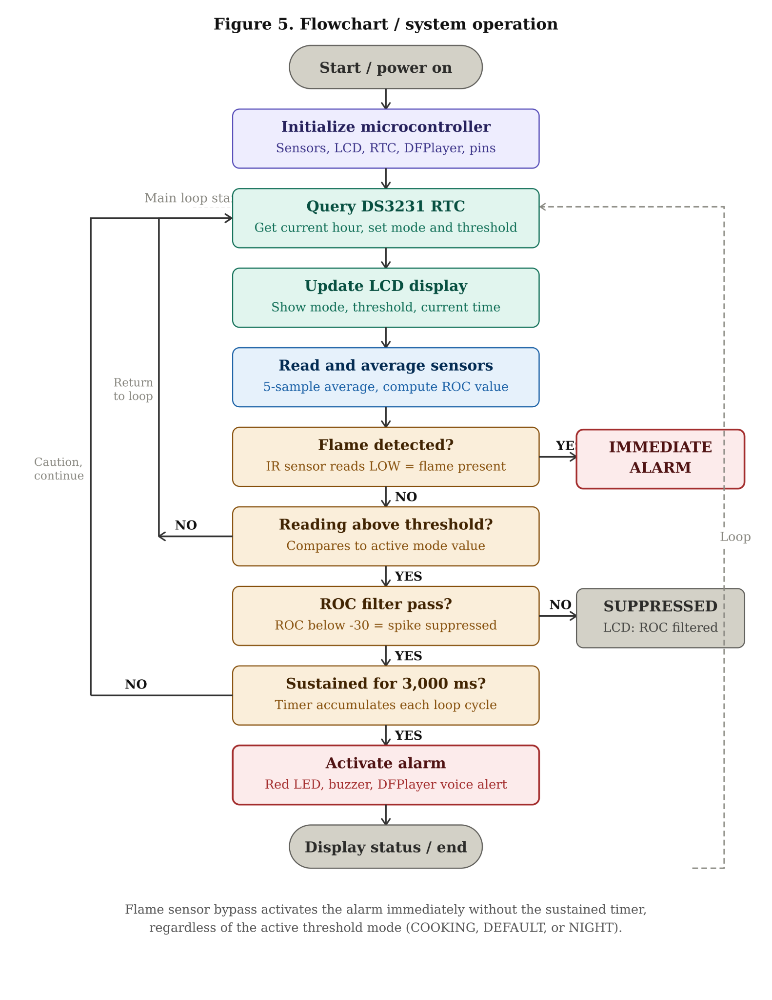 Figure 5. Flowchart / system operation
Start / power on
Initialize microcontroller
Sensors, LCD, RTC, DFPlayer, pins
Main loop
Query DS3231 RTC
Get current hour, set mode and threshold
Update LCD display
Show mode, threshold, current time
Read and average sensors
5-sample average, compute ROC value
Return
to loop
Flame detected?
IR sensor reads LOW = flame present
YES
IMMEDIATE
ALARM
Caution,
continue
NO
Reading above threshold?
Compares to active mode value
NO
Loop
YES
ROC filter pass?
ROC below -30 = spike suppressed
NO
SUPPRESSED
LCD: ROC filtered
YES
Sustained for 3,000 ms?
Timer accumulates each loop cycle
NO
YES
Activate alarm
Red LED, buzzer, DFPlayer voice alert
Display status / end
Flame sensor bypass activates the alarm immediately without the sustained timer,
regardless of the active threshold mode (COOKING, DEFAULT, or NIGHT).